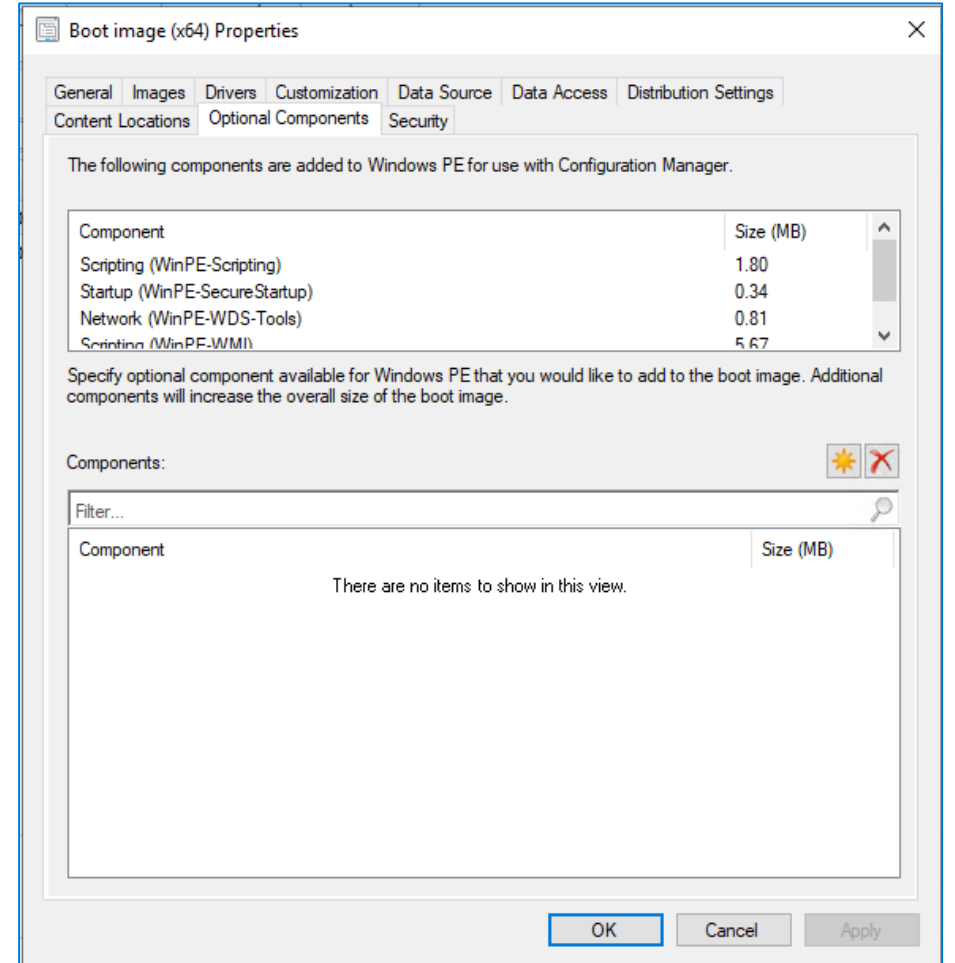 Boot image (x64) Properties
General Images Drivers Customization Data Source Data Access Distribution Settings
Content Locations Optional Components Security
The following components are added to Windows PE for use with Configuration Manager.
Component Size (MB)
Scripting (WinPE-Scripting) 1.80
Startup (WinPE-SecureStartup) 0.34
Network (WinPE-WDS-Tools) 0.81
Scripting (WinPE-WMI) 5.67
Specify optional component available for Windows PE that you would like to add to the boot image. Additional
components will increase the overall size of the boot image.
Components:
Filter...
Component Size (MB)
There are no items to show in this view.
OK Cancel Apply